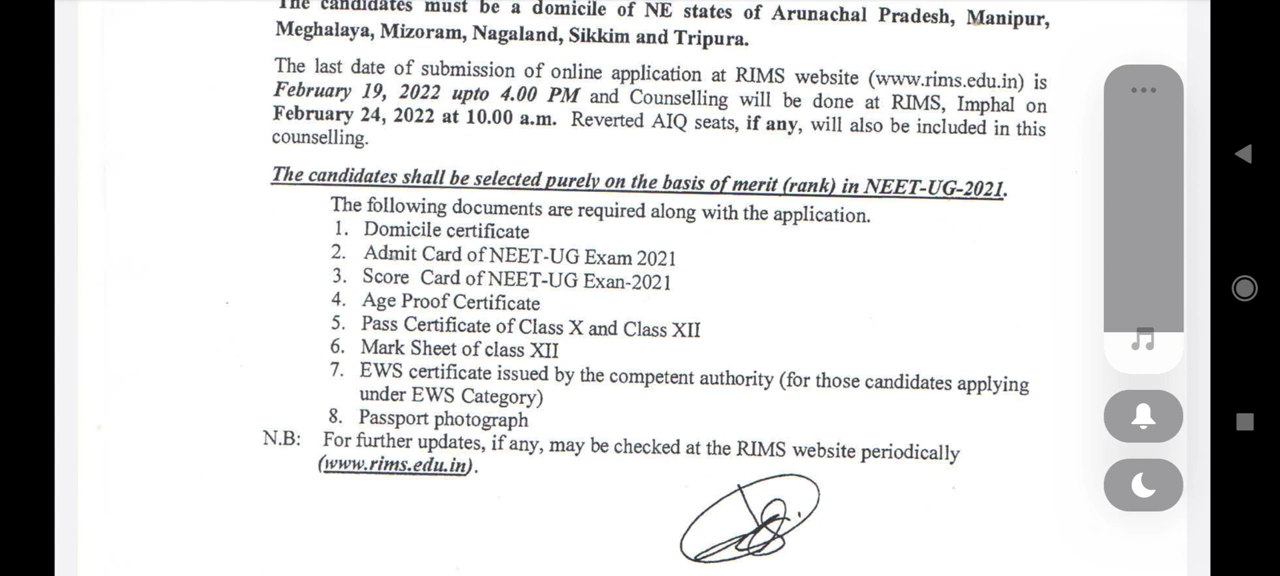 The candidates must be a domicile of NE states of Arunachal Pradesh, Manipur,
Meghalaya, Mizoram, Nagaland, Sikkim and Tripura.
The last date of submission of online application at RIMS website (www.rims.edu.in) is
February 19, 2022 upto 4.00 PM and Counselling will be done at RIMS, Imphal on
February 24, 2022 at 10.00 a.m. Reverted AIQ seats, if any, will also be included in this
counselling.
The candidates shall be selected purely on the basis of merit (rank) in NEET-UG-2021.
The following documents are required along with the application.
1. Domicile certificate
2. Admit Card of NEET-UG Exam 2021
3. Score Card of NEET-UG Exan-2021
4. Age Proof Certificate
5. Pass Certificate of Class X and Class XII
6. Mark Sheet of class XII
7. EWS certificate issued by the competent authority (for those candidates applying
under EWS Category)
8. Passport photograph
N.B: For further updates, if any, may be checked at the RIMS website periodically
(www.rims.edu.in).